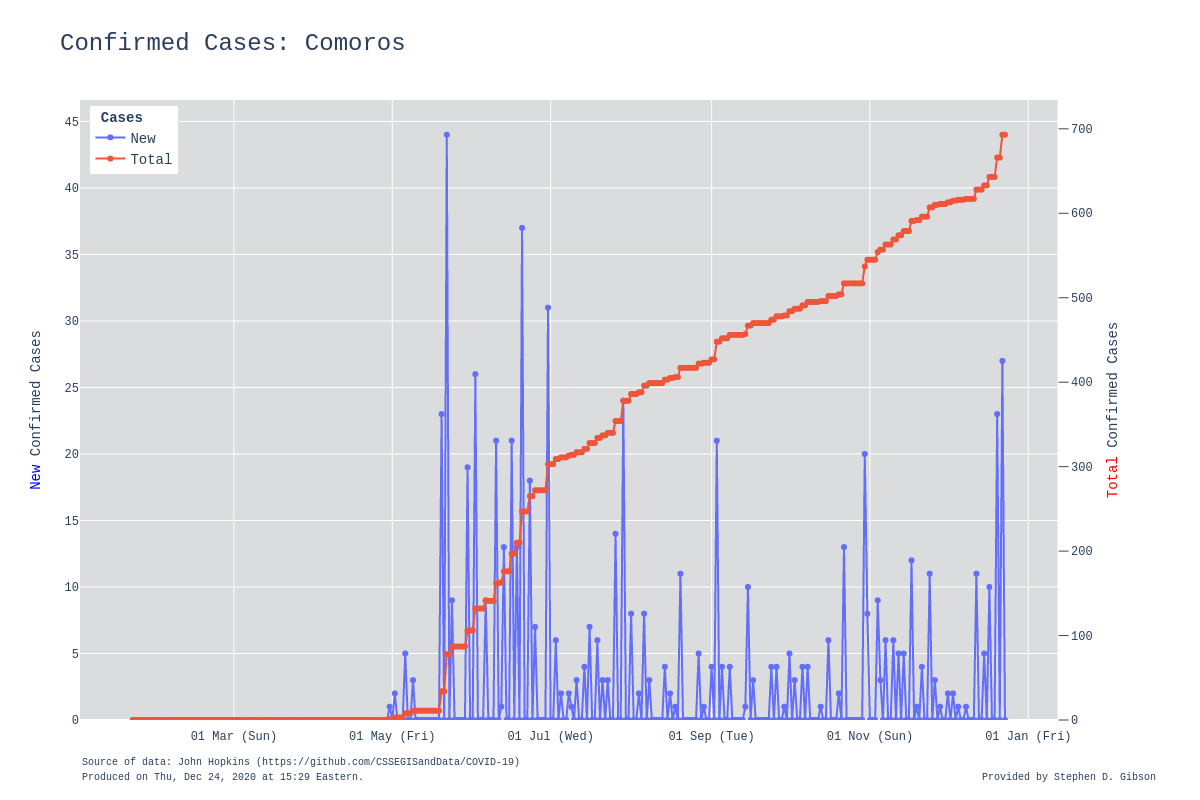 Confirmed Cases: Comoros
Cases
New
Total
45
40
35
30
25
20
15
10
5
0
700
600
500
400
300
200
100
0
New Confirmed Cases
Total Confirmed Cases
01 Mar (Sun)
01 May (Fri)
01 Jul (Wed)
01 Sep (Tue)
01 Nov (Sun)
01 Jan (Fri)
Source of data: John Hopkins (https://github.com/CSSEGISandData/COVID-19)
Produced on Thu, Dec 24, 2020 at 15:29 Eastern.
Provided by Stephen D. Gibson